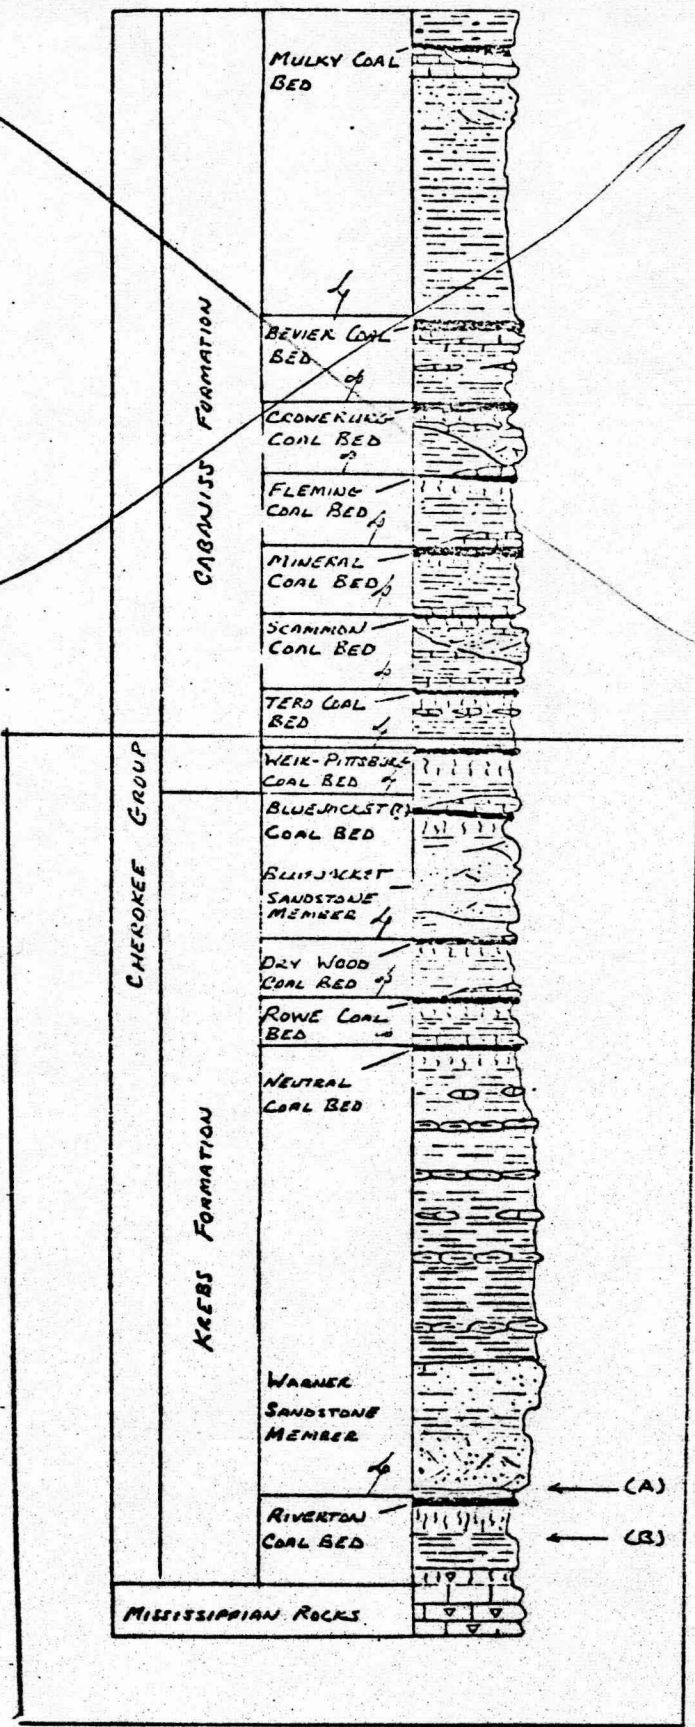 MULKY COAL
BED
BEVIER COAL
BED
CROWEBURG
COAL BED
FLEMING
COAL BED
MINERAL
COAL BED
SCAMMON
COAL BED
TEBO COAL
BED
WEIR-PITTSBURG
COAL BED
BLUEJACKET(?)
COAL BED
BLUEJACKET
SANDSTONE
MEMBER
DRY WOOD
COAL BED
ROWE COAL
BED
NEUTRAL
COAL BED
WARNER
SANDSTONE
MEMBER
RIVERTON
COAL BED
MISSISSIPPIAN ROCKS
CABANISS FORMATION
KREBS FORMATION
CHEROKEE GROUP
(A)
(B)